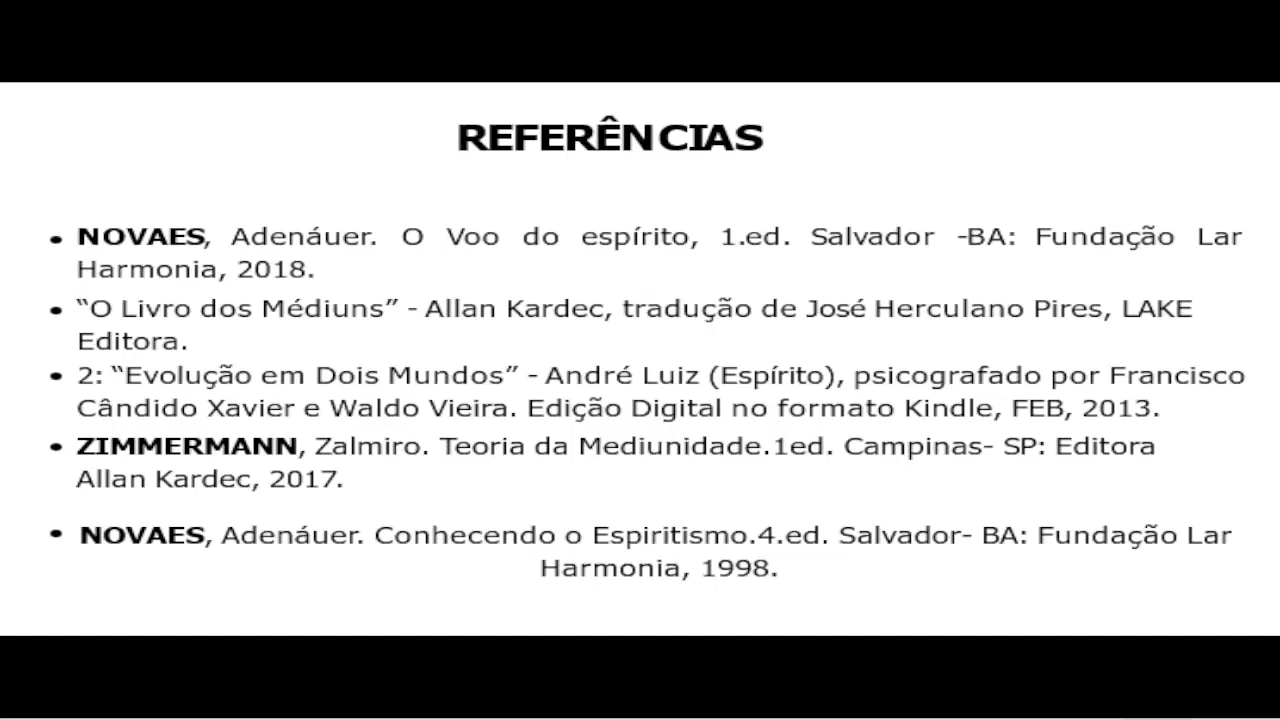 REFERÊNCIAS
• NOVAES, Adenáuer. O Voo do espírito, 1.ed. Salvador -BA: Fundação Lar
Harmonia, 2018.
• “O Livro dos Médiuns” - Allan Kardec, tradução de José Herculano Pires, LAKE
Editora.
• 2: “Evolução em Dois Mundos” - André Luiz (Espírito), psicografado por Francisco
Cândido Xavier e Waldo Vieira. Edição Digital no formato Kindle, FEB, 2013.
• ZIMMERMANN, Zalmiro. Teoria da Mediunidade.1ed. Campinas- SP: Editora
Allan Kardec, 2017.
• NOVAES, Adenáuer. Conhecendo o Espiritismo.4.ed. Salvador- BA: Fundação Lar
Harmonia, 1998.